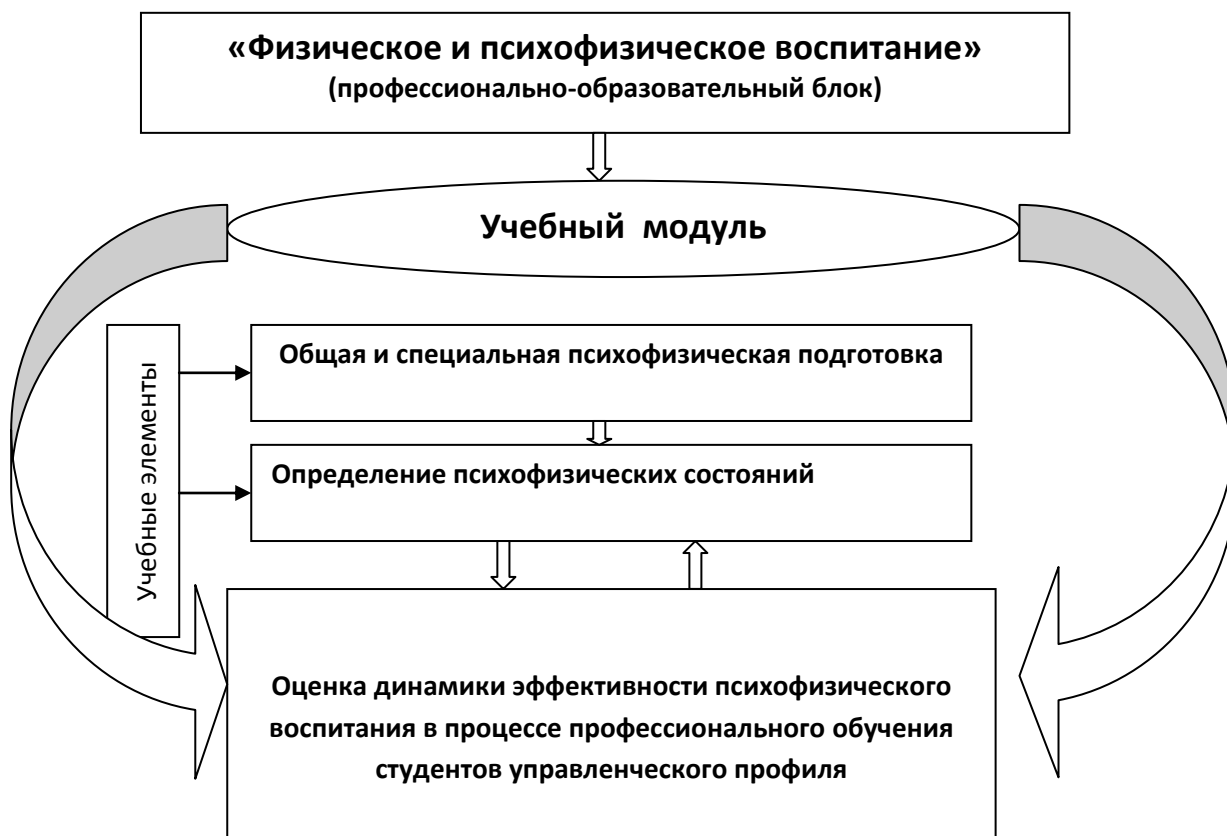 «Физическое и психофизическое воспитание»
(профессионально-образовательный блок)
Учебный модуль
Учебные элементы
Общая и специальная психофизическая подготовка
Определение психофизических состояний
Оценка динамики эффективности психофизического
воспитания в процессе профессионального обучения
студентов управленческого профиля